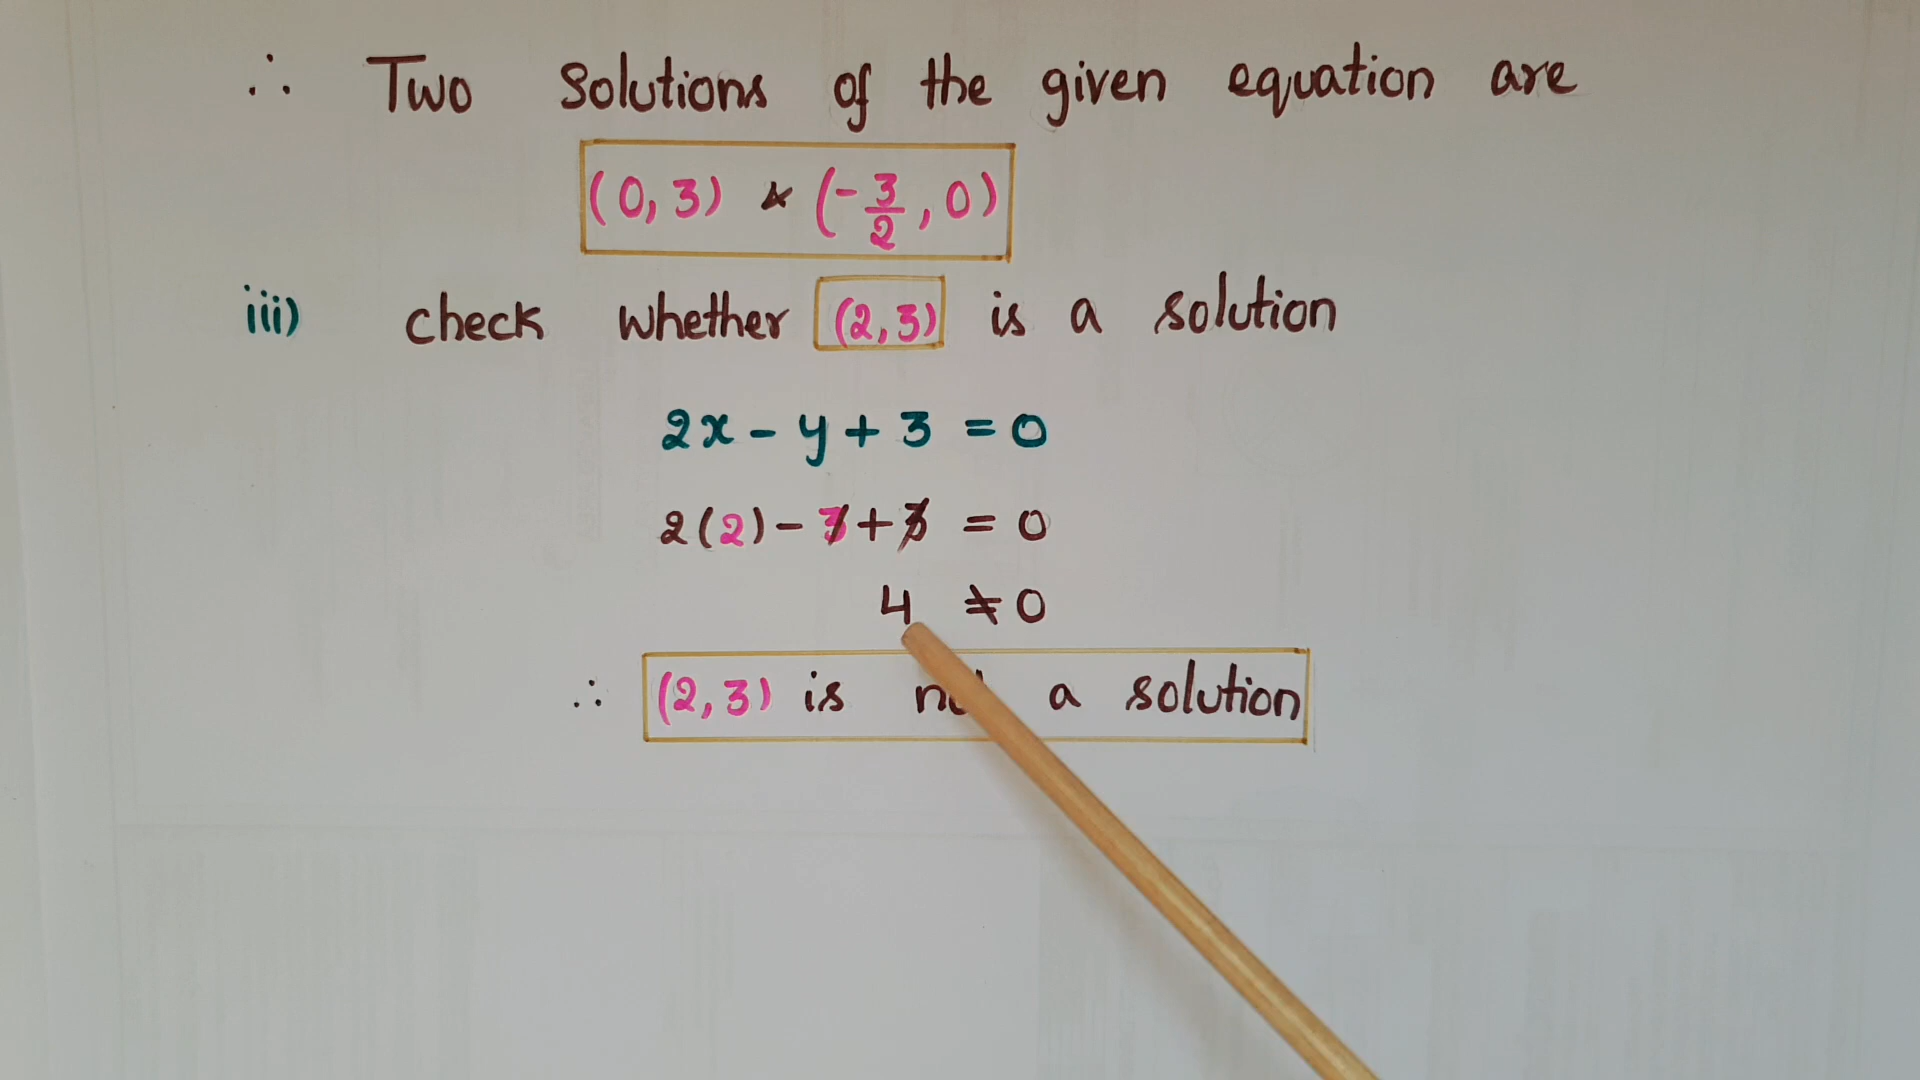 ∴ Two solutions of the given equation are
(0, 3) & (-3/2, 0)
iii) check whether (2,3) is a solution
2x - y + 3 = 0
2(2) - 3 + 3 = 0
4 ≠ 0
∴ (2,3) is a solution